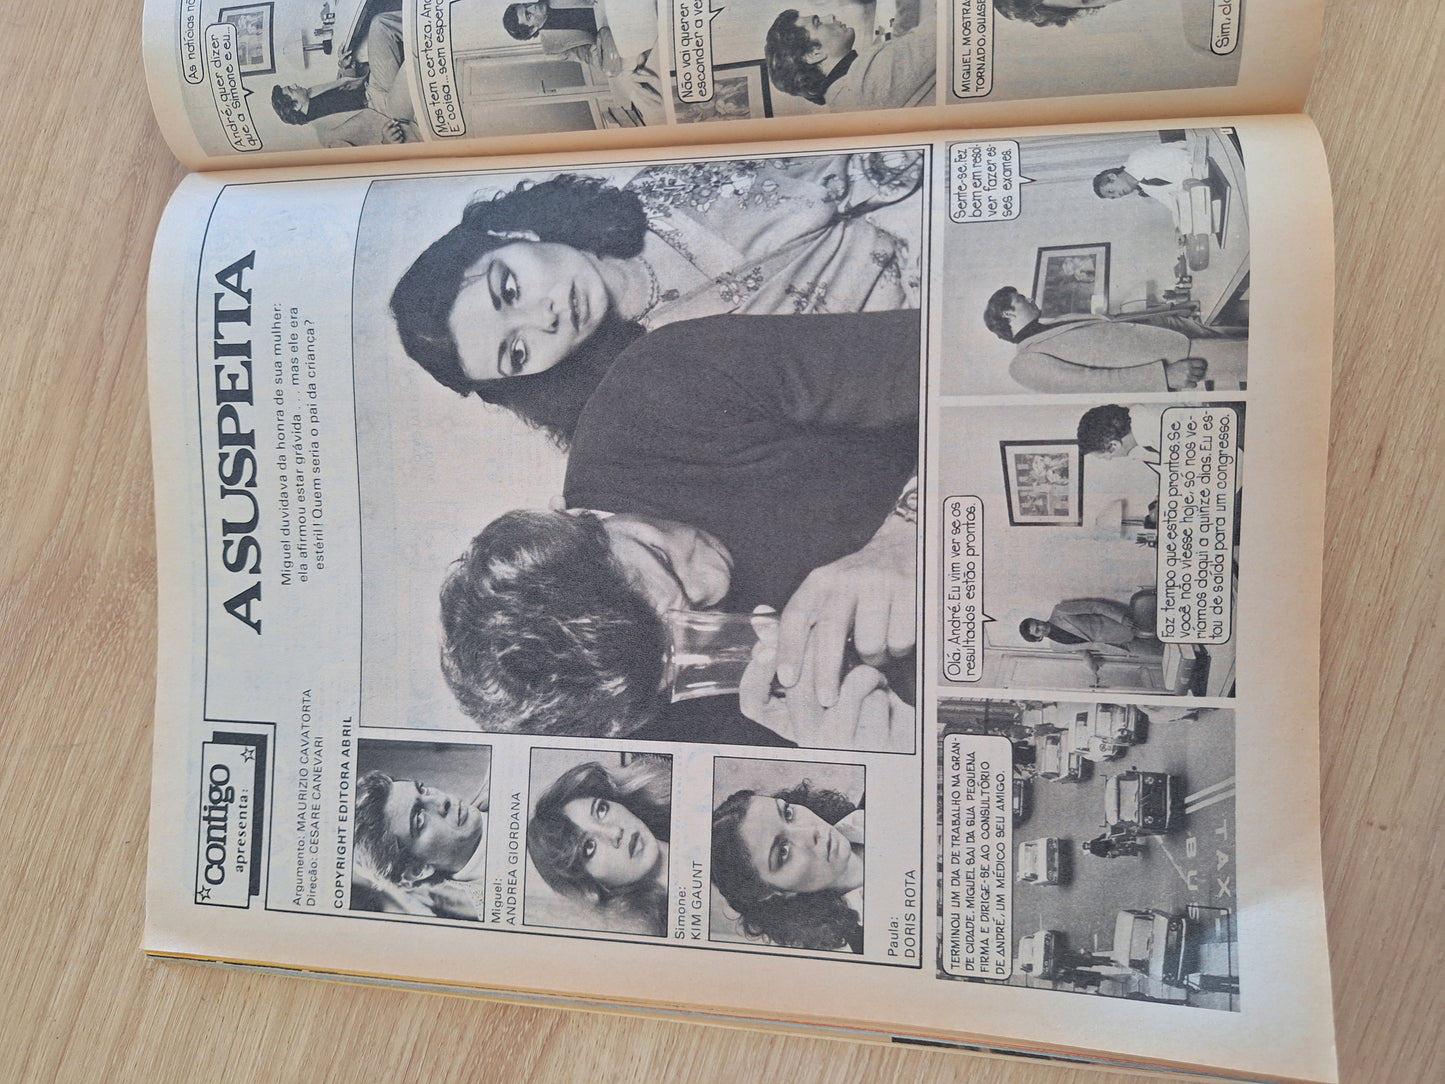 contigo
apresenta:
A SUSPEITA
Miguel duvidava da honra de sua mulher:
ela afirmou estar grávida . . . mas ele era
estéril! Quem seria o pai da criança?
Argumento: MAURIZIO CAVATORTA
Direção: CESARE CANEVARI
COPYRIGHT EDITORA ABRIL
Miguel:
ANDREA GIORDANA
Simone:
KIM GAUNT
Paula:
DORIS ROTA
TERMINOU UM DIA DE TRABALHO NA GRAN-
DE CIDADE. MIGUEL SAI DA SUA PEQUENA
FIRMA E DIRIGE-SE AO CONSULTÓRIO
DE ANDRÉ, UM MÉDICO SEU AMIGO.
TAXE
BUS
Olá, André. Eu vim ver se os
resultados estão prontos.
Faz tempo que estão prontos. Se
você não viesse hoje, só nos ve-
riamos daqui a quinze dias. Eu es-
tou de saída para um congresso.
Sente-se. Fez
bem em resol-
ver fazer es-
ses exames.
As notícias nã
André, quer dizer
que a Simone e eu...
Mas tem certeza, And
É coisa... sem espera
Não vai querer
esconder a ve
MIGUEL MOSTRA
TORNADO, QUASE
Sim, cl